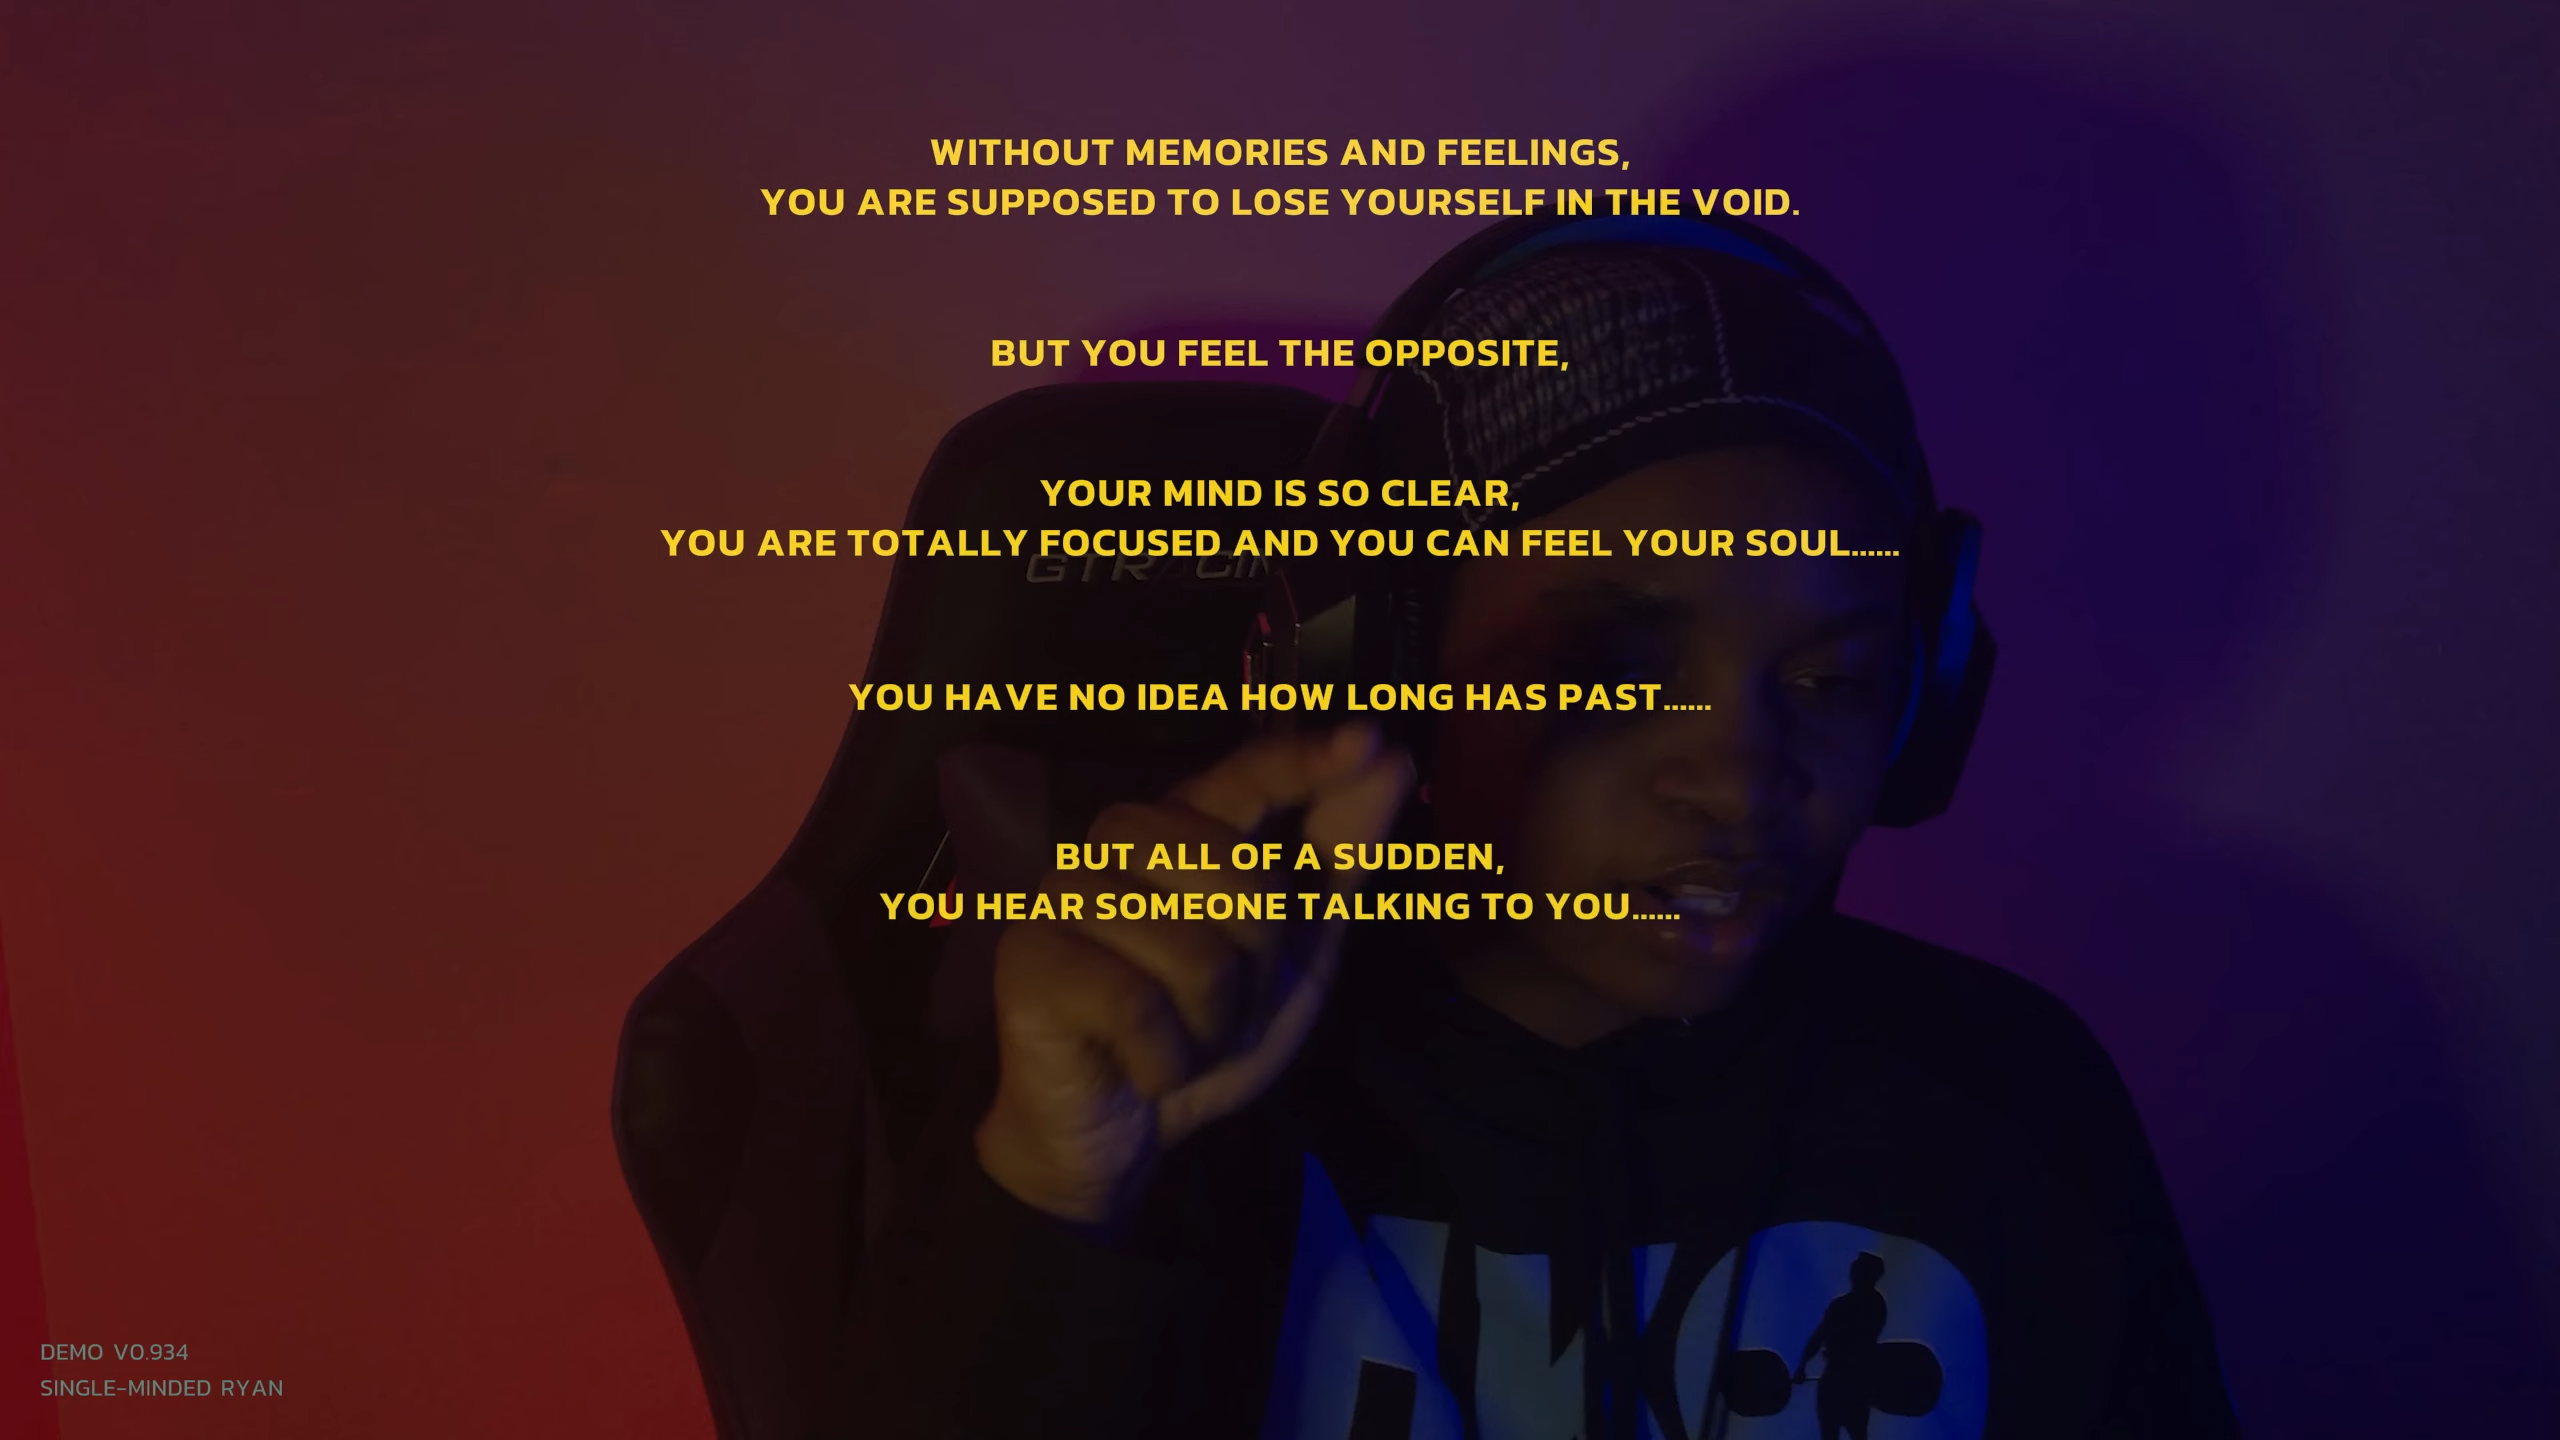 WITHOUT MEMORIES AND FEELINGS,
YOU ARE SUPPOSED TO LOSE YOURSELF IN THE VOID.
BUT YOU FEEL THE OPPOSITE,
YOUR MIND IS SO CLEAR,
YOU ARE TOTALLY FOCUSED AND YOU CAN FEEL YOUR SOUL......
YOU HAVE NO IDEA HOW LONG HAS PAST......
BUT ALL OF A SUDDEN,
YOU HEAR SOMEONE TALKING TO YOU......
DEMO V0.934
SINGLE-MINDED RYAN